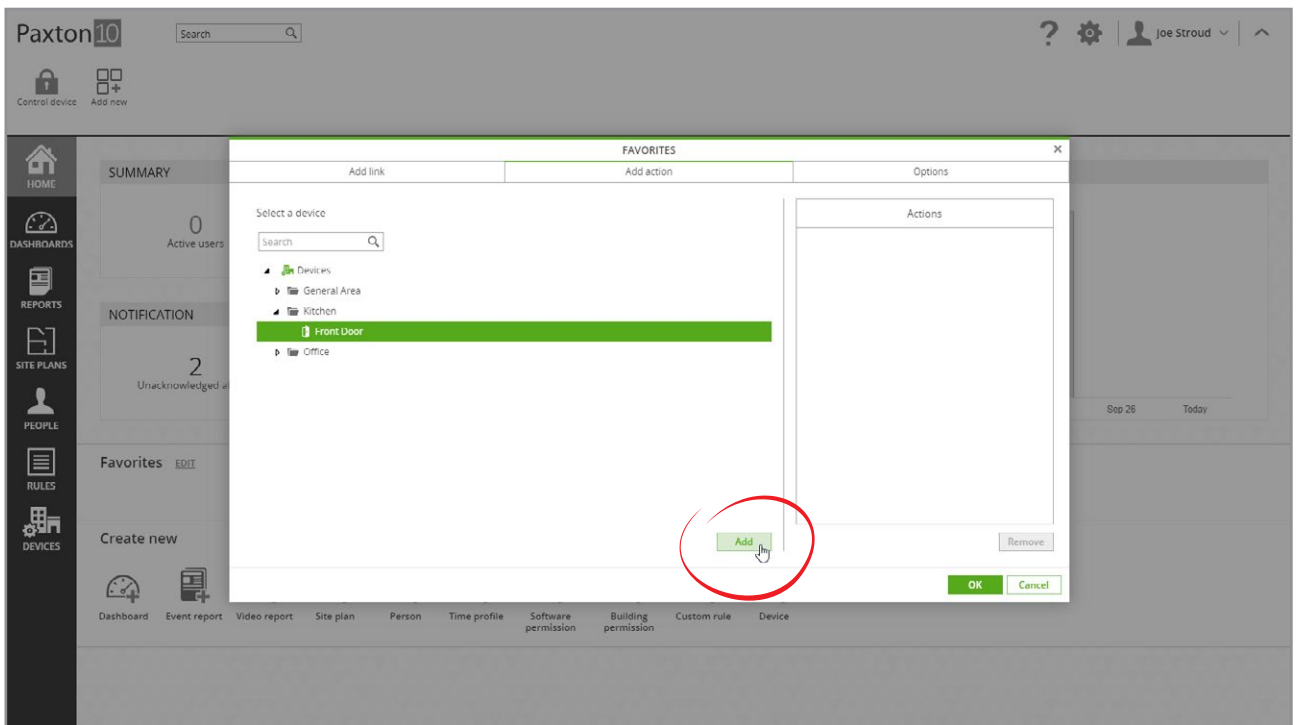 Paxton10
Search
Joe Stroud
Control device
Add new
HOME
DASHBOARDS
REPORTS
SITE PLANS
PEOPLE
RULES
DEVICES
SUMMARY
0
Active users
NOTIFICATION
2
Unacknowledged al
Sep 26
Today
FAVORITES
Add link
Add action
Options
Select a device
Search
Devices
General Area
Kitchen
Front Door
Office
Actions
Add
Remove
OK
Cancel
Favorites EDIT
Create new
Dashboard
Event report
Video report
Site plan
Person
Time profile
Software
permission
Building
permission
Custom rule
Device